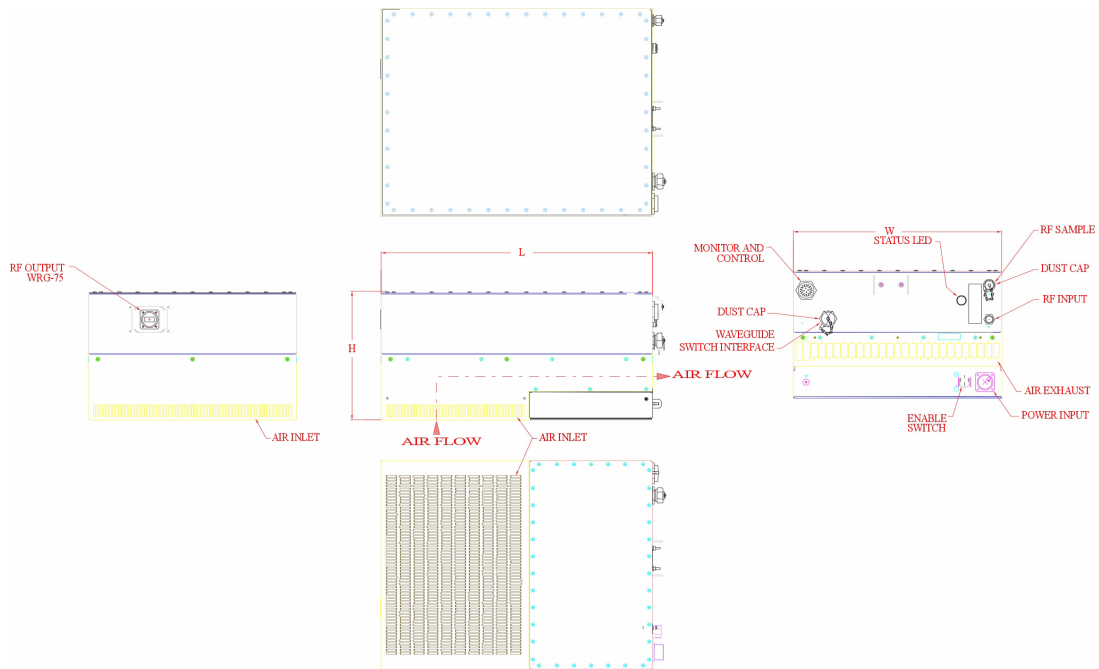 L
W
STATUS LED
RF SAMPLE
MONITOR AND
CONTROL
DUST CAP
RF OUTPUT
WRG-75
DUST CAP
RF INPUT
WAVEGUIDE
SWITCH INTERFACE
H
AIR FLOW
AIR EXHAUST
ENABLE
SWITCH
POWER INPUT
AIR INLET
AIR FLOW
AIR INLET